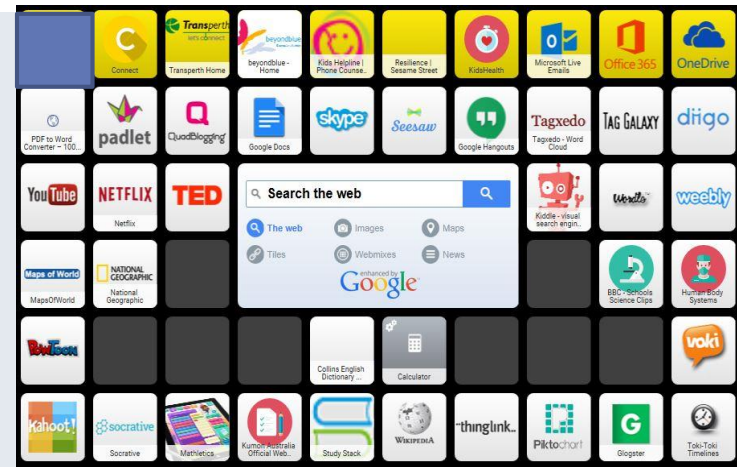 Connect
Transperth
let's connect
Transperth Home
beyondblue
beyondblue -
Home
Kids Helpline |
Phone Counse..
Resilience |
Sesame Street
KidsHealth
Microsoft Live
Emails
Office 365
OneDrive
PDF to Word
Converter – 100...
padlet
QuadBlogging
Google Docs
skype
Seesaw
Google Hangouts
Tagxedo
Tagxedo - Word
Cloud
TAG GALAXY
diigo
YouTube
NETFLIX
Netflix
TED
Search the web
The web
Images
Maps
Tiles
Webmixes
News
enhanced by
Google
Kiddle - visual
search engin..
Wordle
weebly
Maps of World
MapsOfWorld
NATIONAL
GEOGRAPHIC
National
Geographic
BBC - Schools
Science Clips
Human Body
Systems
PowToon
Collins English
Dictionary ...
Calculator
voki
Kahoot!
socrative
Socrative
Mathletics
Kumon Australia
Official Web..
Study Stack
WIKIPEDIA
"thinglink..
Piktochart
G
Glogster
Toki-Toki
Timelines